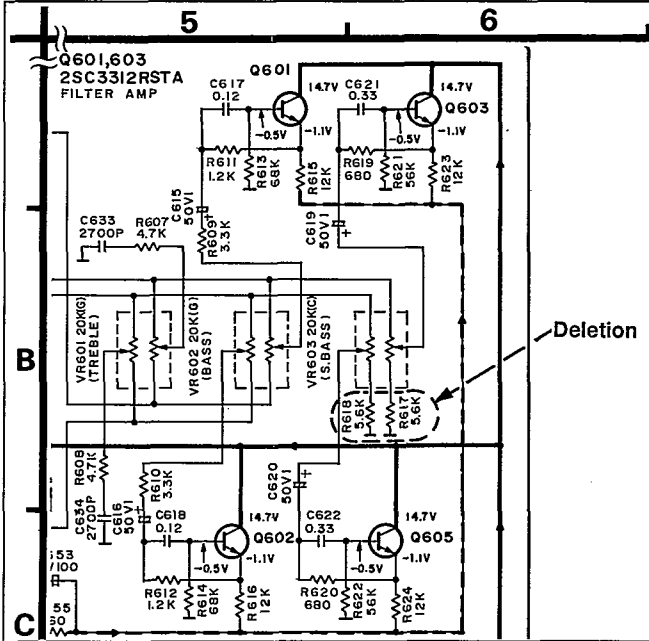 5
6
Q601,603
2SC3312RSTA
FILTER AMP
C617
0.12
Q601
14.7V
-0.5V
-1.1V
C621
0.33
14.7V
Q603
-0.5V
-1.1V
R611
1.2K
R613
68K
R615
12K
R619
680
R621
56K
R623
12K
C615
50V1
+
R609
3.3K
C619
50V1
+
C633
2700P
R607
4.7K
B
VR601 20K(G)
(TREBLE)
VR602 20K(G)
(BASS)
VR603 20K(C)
(S.BASS)
Deletion
R618
5.6K
R617
5.6K
R608
4.7K
C634
2700P
C616
50V1
+
R610
3.3K
C618
0.12
14.7V
Q602
-0.5V
-1.1V
C620
50V1
+
C622
0.33
14.7V
Q605
-0.5V
-1.1V
R612
1.2K
R614
68K
R616
12K
R620
680
R622
56K
R624
12K
C